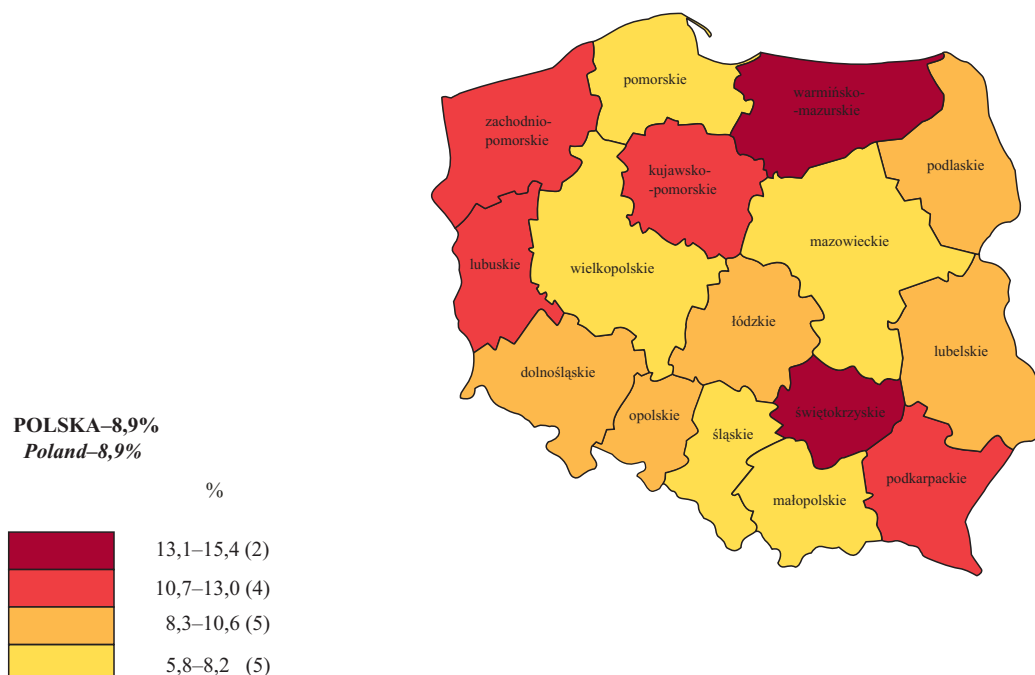 pomorskie
warmińsko-
-mazurskie
zachodnio-
pomorskie
podlaskie
kujawsko-
-pomorskie
mazowieckie
lubuskie
wielkopolskie
łódzkie
lubelskie
dolnośląskie
opolskie
świętokrzyskie
śląskie
podkarpackie
małopolskie
POLSKA–8,9%
Poland–8,9%
%
13,1–15,4 (2)
10,7–13,0 (4)
8,3–10,6 (5)
5,8–8,2 (5)